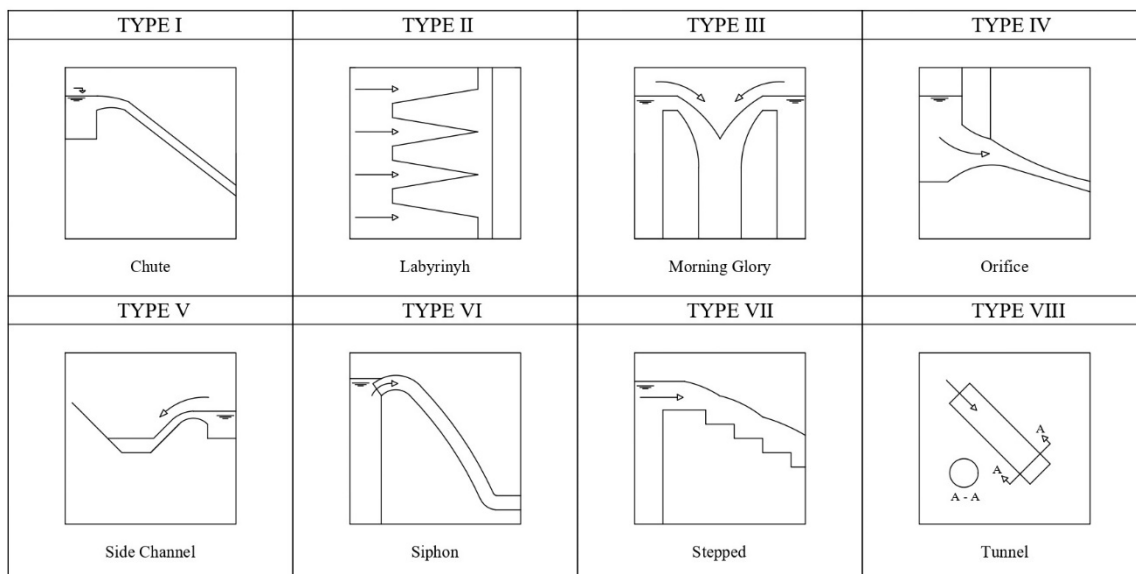 TYPE I
TYPE II
TYPE III
TYPE IV
Chute
Labyrinyh
Morning Glory
Orifice
TYPE V
TYPE VI
TYPE VII
TYPE VIII
A
A
A - A
Side Channel
Siphon
Stepped
Tunnel